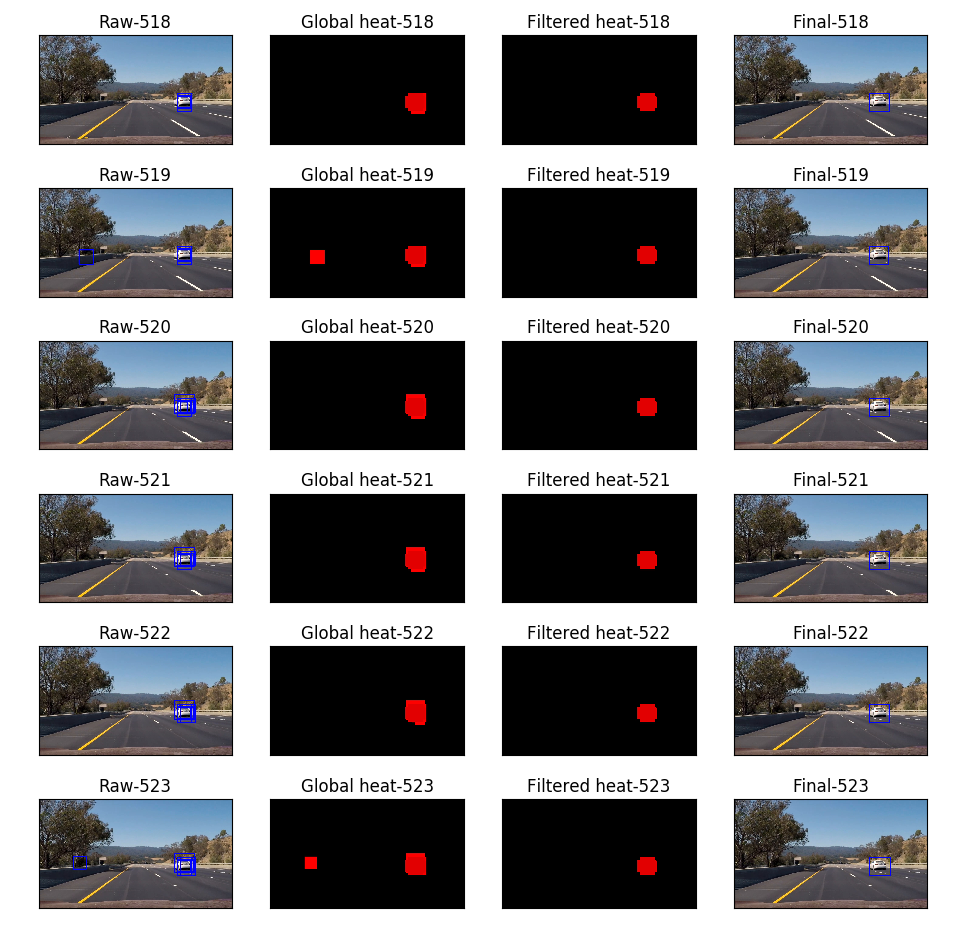 Raw-518
Global heat-518
Filtered heat-518
Final-518
Raw-519
Global heat-519
Filtered heat-519
Final-519
Raw-520
Global heat-520
Filtered heat-520
Final-520
Raw-521
Global heat-521
Filtered heat-521
Final-521
Raw-522
Global heat-522
Filtered heat-522
Final-522
Raw-523
Global heat-523
Filtered heat-523
Final-523